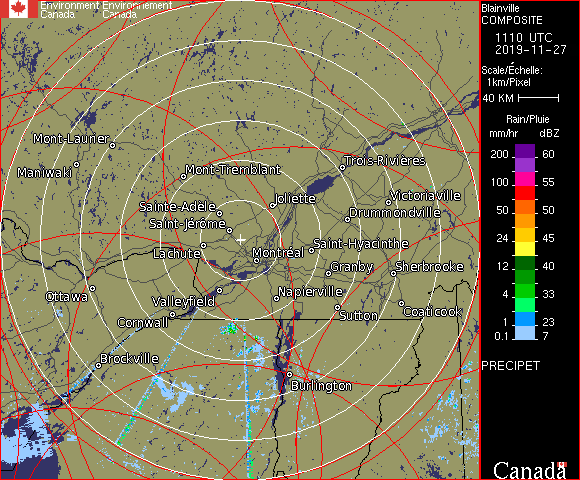 Environment Environnement
Canada Canada
Blainville
COMPOSITE
1110 UTC
2019-11-27
Scale/Échelle:
1km/Pixel
40 KM
Rain/Pluie
mm/hr dBZ
200 60
150 57
100 55
50 50
24 45
12 40
4 33
1 23
0.1 7
PRECIPET
Canada
Mont-Laurier
Maniwaki
Mont-Tremblant
Trois-Rivières
Joliette
Victoriaville
Sainte-Adèle
Drummondville
Saint-Jérôme
Saint-Hyacinthe
Lachute
Montréal
Granby
Sherbrooke
Ottawa
Valleyfield
Napierville
Cornwall
Sutton
Coaticook
Brockville
Burlington